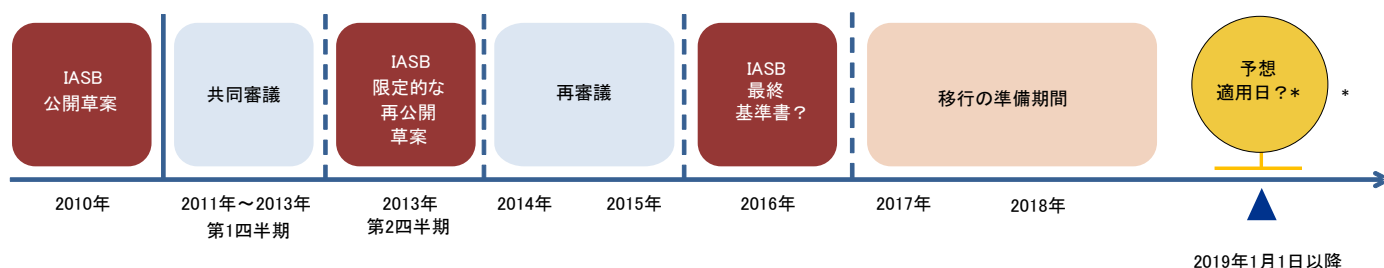 IASB
公開草案
共同審議
IASB
限定的な
再公開
草案
再審議
IASB
最終
基準書？
移行の準備期間
予想
適用日？*
*
2010年
2011年～2013年
第1四半期
2013年
第2四半期
2014年
2015年
2016年
2017年
2018年
2019年1月1日以降